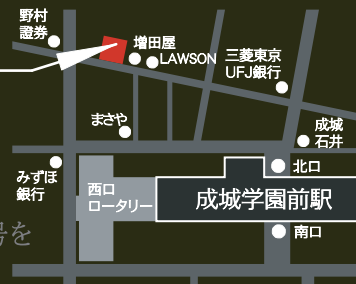 野村
證券
増田屋
LAWSON
三菱東京
UFJ銀行
まさや
成城
石井
みずほ
銀行
西口
ロータリー
北口
成城学園前駅
号を
南口